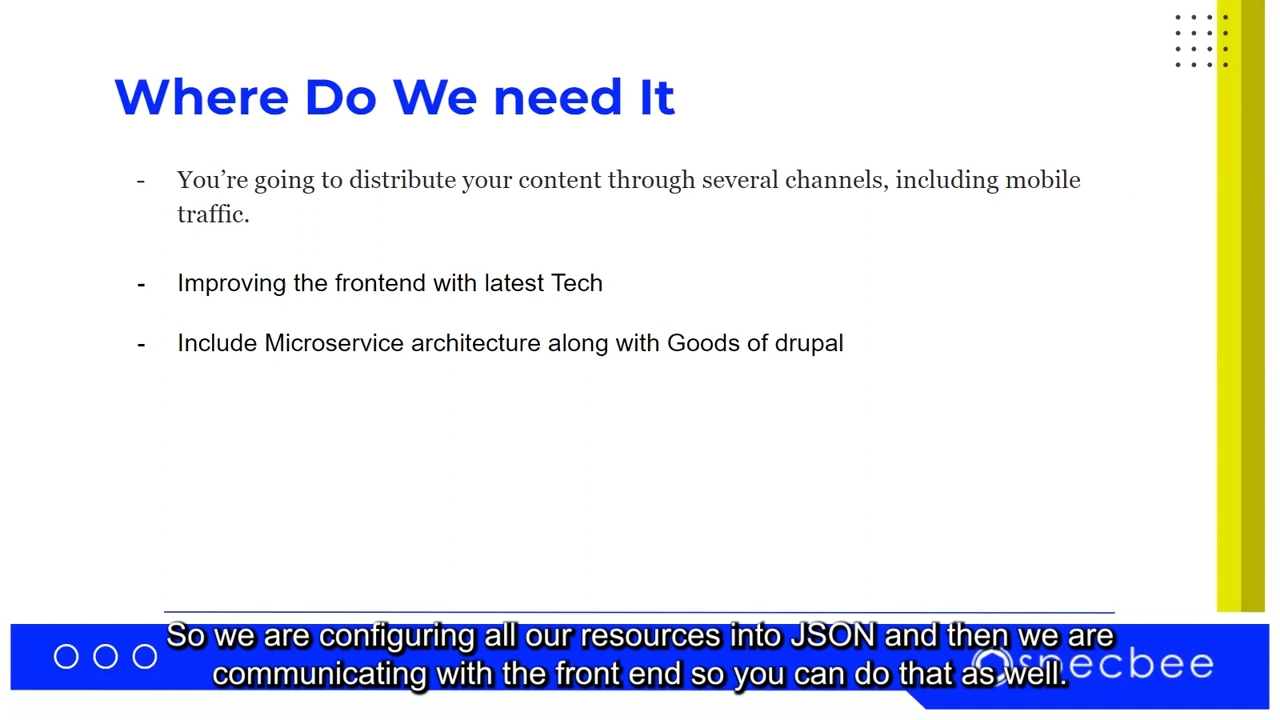 Where Do We need It
- You’re going to distribute your content through several channels, including mobile
traffic.
- Improving the frontend with latest Tech
- Include Microservice architecture along with Goods of drupal
So we are configuring all our resources into JSON and then we are
communicating with the front end so you can do that as well.
specbee